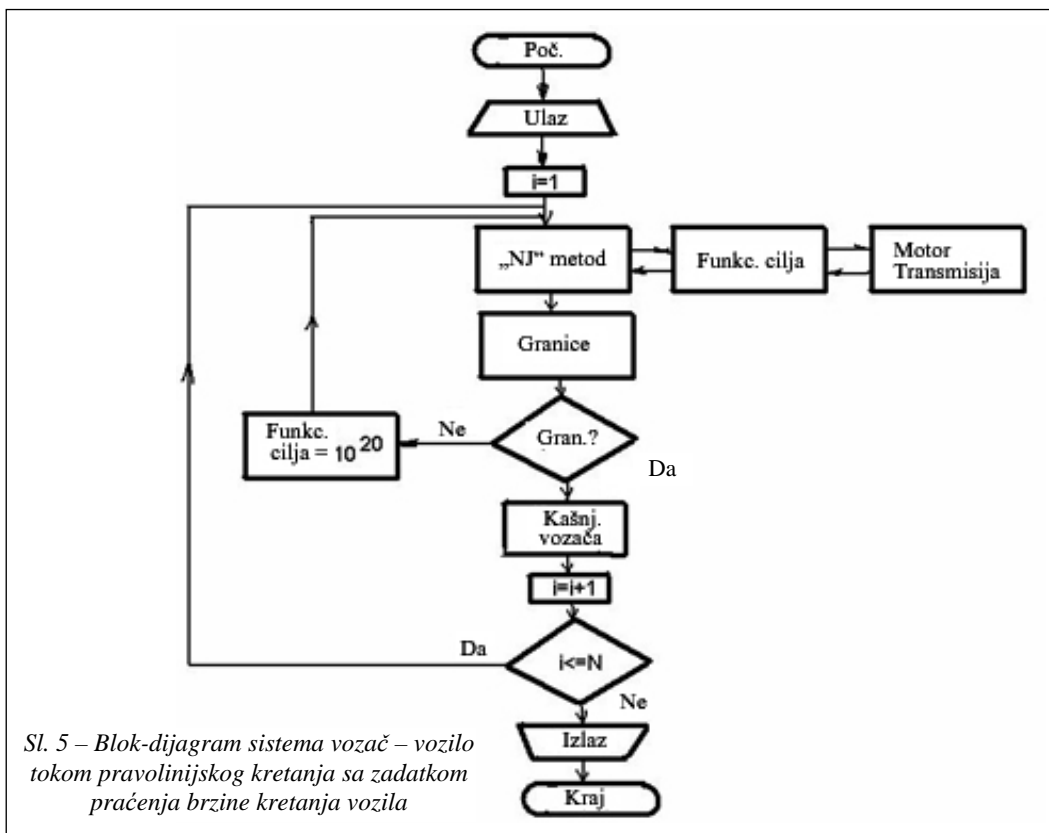 Poč.
Ulaz
i=1
„NJ“ metod
Funkc. cilja
Motor
Transmisija
Granice
Gran.?
Ne
Funkc.
cilja = 10 20
Da
Kašnj.
vozača
i=i+1
i<=N
Da
Ne
Izlaz
Kraj
Sl. 5 – Blok-dijagram sistema vozač – vozilo
tokom pravolinijskog kretanja sa zadatkom
praćenja brzine kretanja vozila